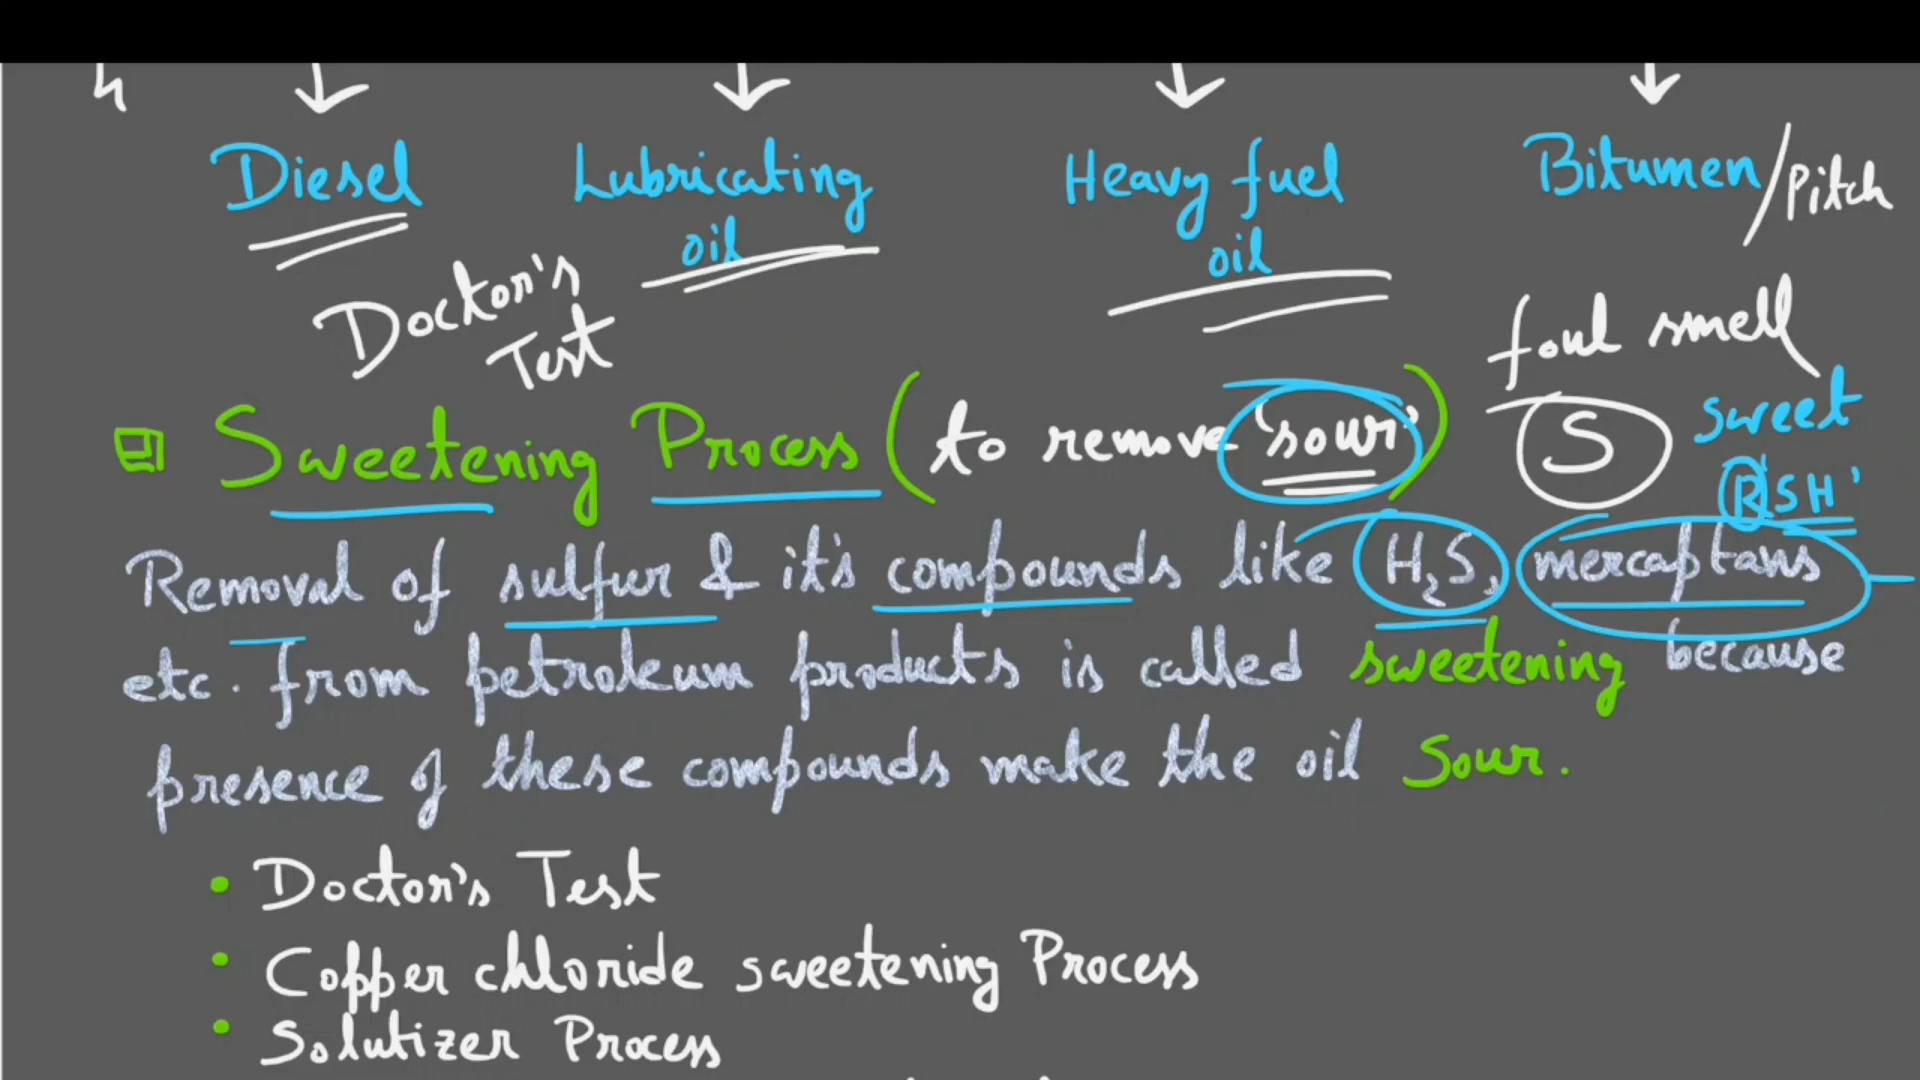 Diesel Lubricating oil Heavy fuel oil Bitumen/Pitch
Doctor's Test
foul smell
Sweetening Process (to remove 'sour') S sweet
RSH'
Removal of sulfur & it's compounds like H₂S, mercaptans
etc. from petroleum products is called sweetening because
presence of these compounds make the oil Sour.
• Doctor's Test
• Copper chloride sweetening Process
• Solutizer Process